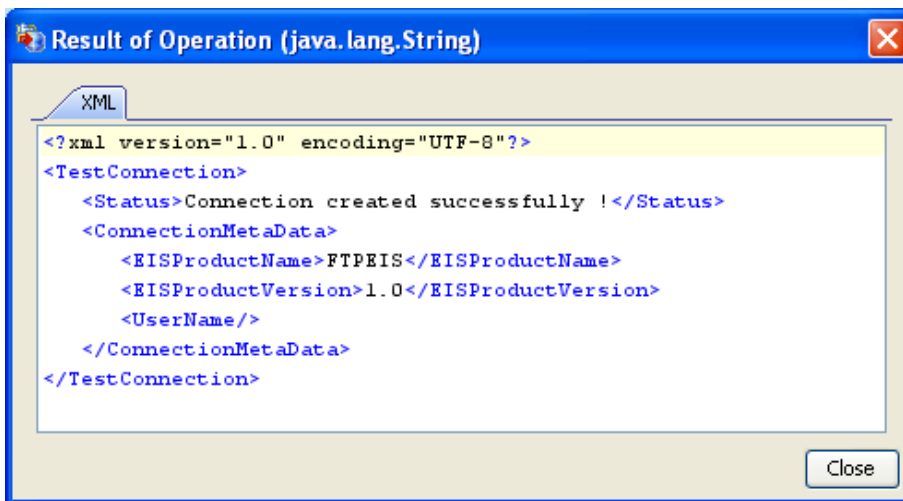 Result of Operation (java.lang.String)
XML
<?xml version="1.0" encoding="UTF-8"?>
<TestConnection>
<Status>Connection created successfully !</Status>
<ConnectionMetaData>
<EISProductName>FTPEIS</EISProductName>
<EISProductVersion>1.0</EISProductVersion>
<UserName/>
</ConnectionMetaData>
</TestConnection>
Close